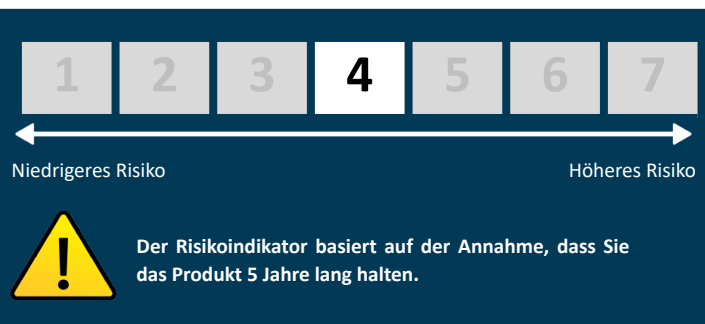 1 2 3 4 5 6 7
Niedrigeres Risiko Höheres Risiko
!
Der Risikoindikator basiert auf der Annahme, dass Sie
das Produkt 5 Jahre lang halten.